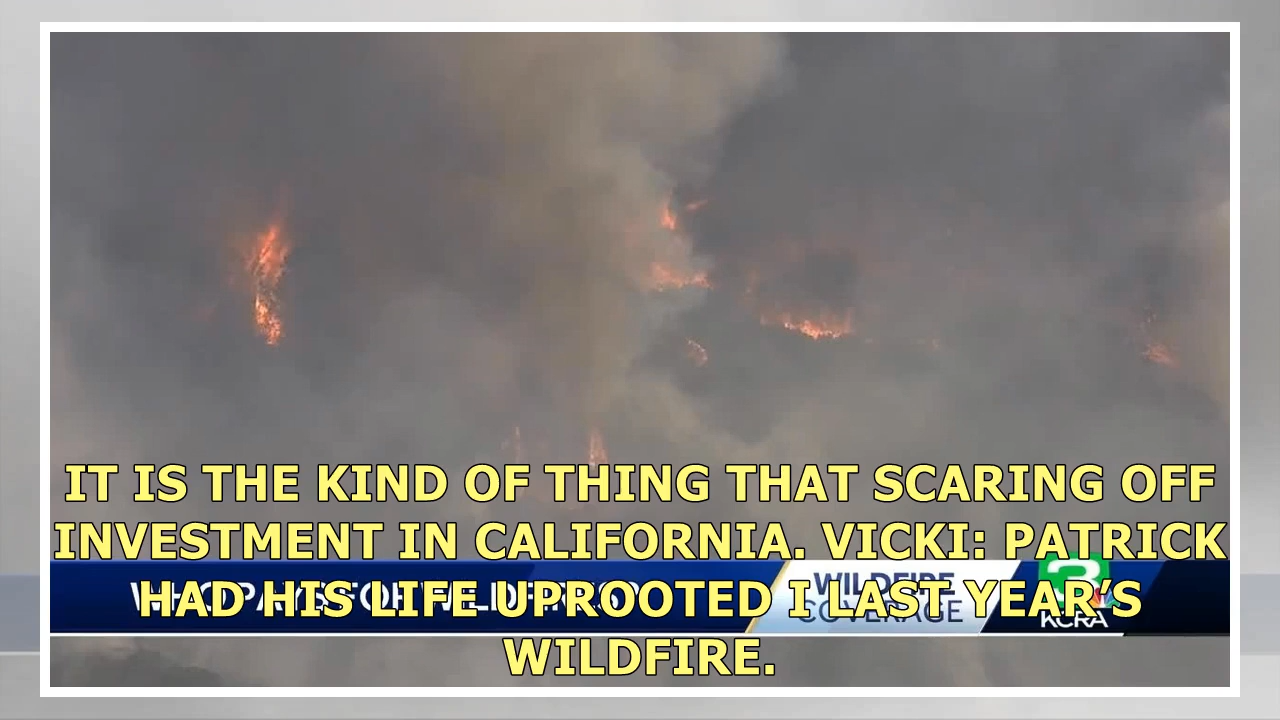 IT IS THE KIND OF THING THAT SCARING OFF
INVESTMENT IN CALIFORNIA. VICKI: PATRICK
HAD HIS LIFE UPROOTED I LAST YEAR'S
WILDFIRE.
WILDFIRE
COVERAGE
3
KCRA